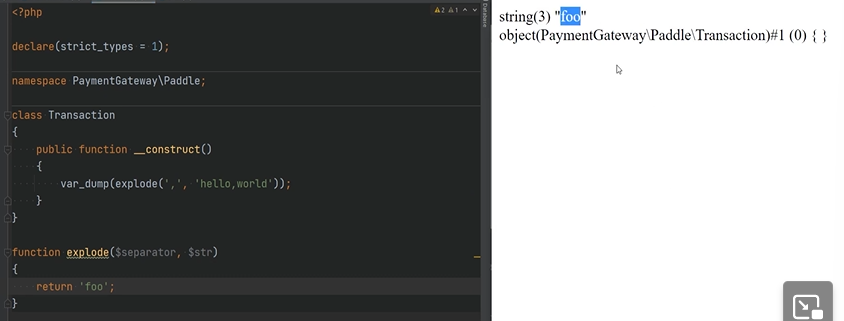 <?php
declare(strict_types = 1);
namespace PaymentGateway\Paddle;
class Transaction
{
public function __construct()
{
var_dump(explode(',', 'hello,world'));
}
}
function explode($separator, $str)
{
return 'foo';
}
2 1
Database
string(3) "foo"
object(PaymentGateway\Paddle\Transaction)#1 (0) { }